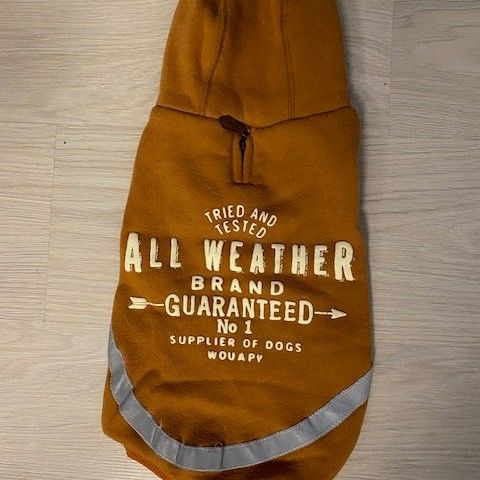 TRIED AND
TESTED
ALL WEATHER
BRAND
GUARANTEED
No 1
SUPPLIER OF DOGS
WOUAPY